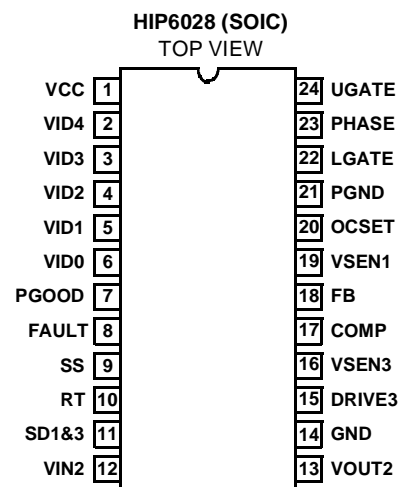 HIP6028 (SOIC)
TOP VIEW
VCC 1 24 UGATE
VID4 2 23 PHASE
VID3 3 22 LGATE
VID2 4 21 PGND
VID1 5 20 OCSET
VID0 6 19 VSEN1
PGOOD 7 18 FB
FAULT 8 17 COMP
SS 9 16 VSEN3
RT 10 15 DRIVE3
SD1&3 11 14 GND
VIN2 12 13 VOUT2